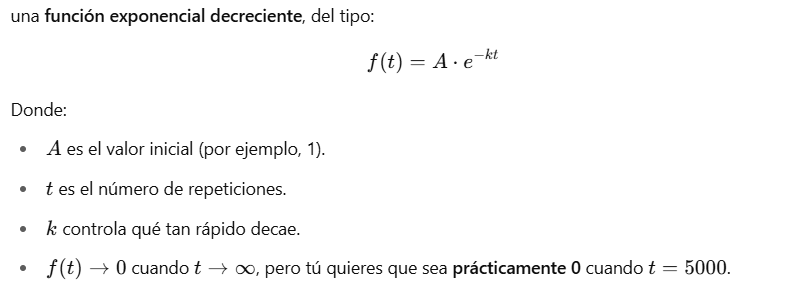 una función exponencial decreciente, del tipo:
f(t) = A · e^{-kt}
Donde:
• A es el valor inicial (por ejemplo, 1).
• t es el número de repeticiones.
• k controla qué tan rápido decae.
• f(t) → 0 cuando t → ∞, pero tú quieres que sea prácticamente 0 cuando t = 5000.